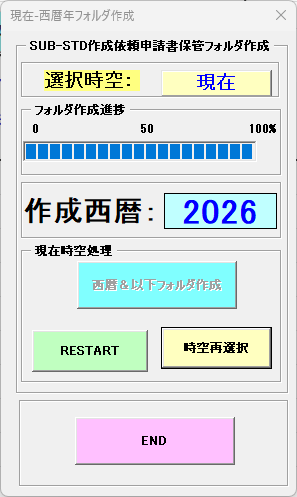 現在-西暦年フォルダ作成
SUB-STD作成依頼申請書保管フォルダ作成
選択時空: 現在
フォルダ作成進捗
0 50 100%
作成西暦: 2026
現在時空処理
西暦&以下フォルダ作成
RESTART 時空再選択
END